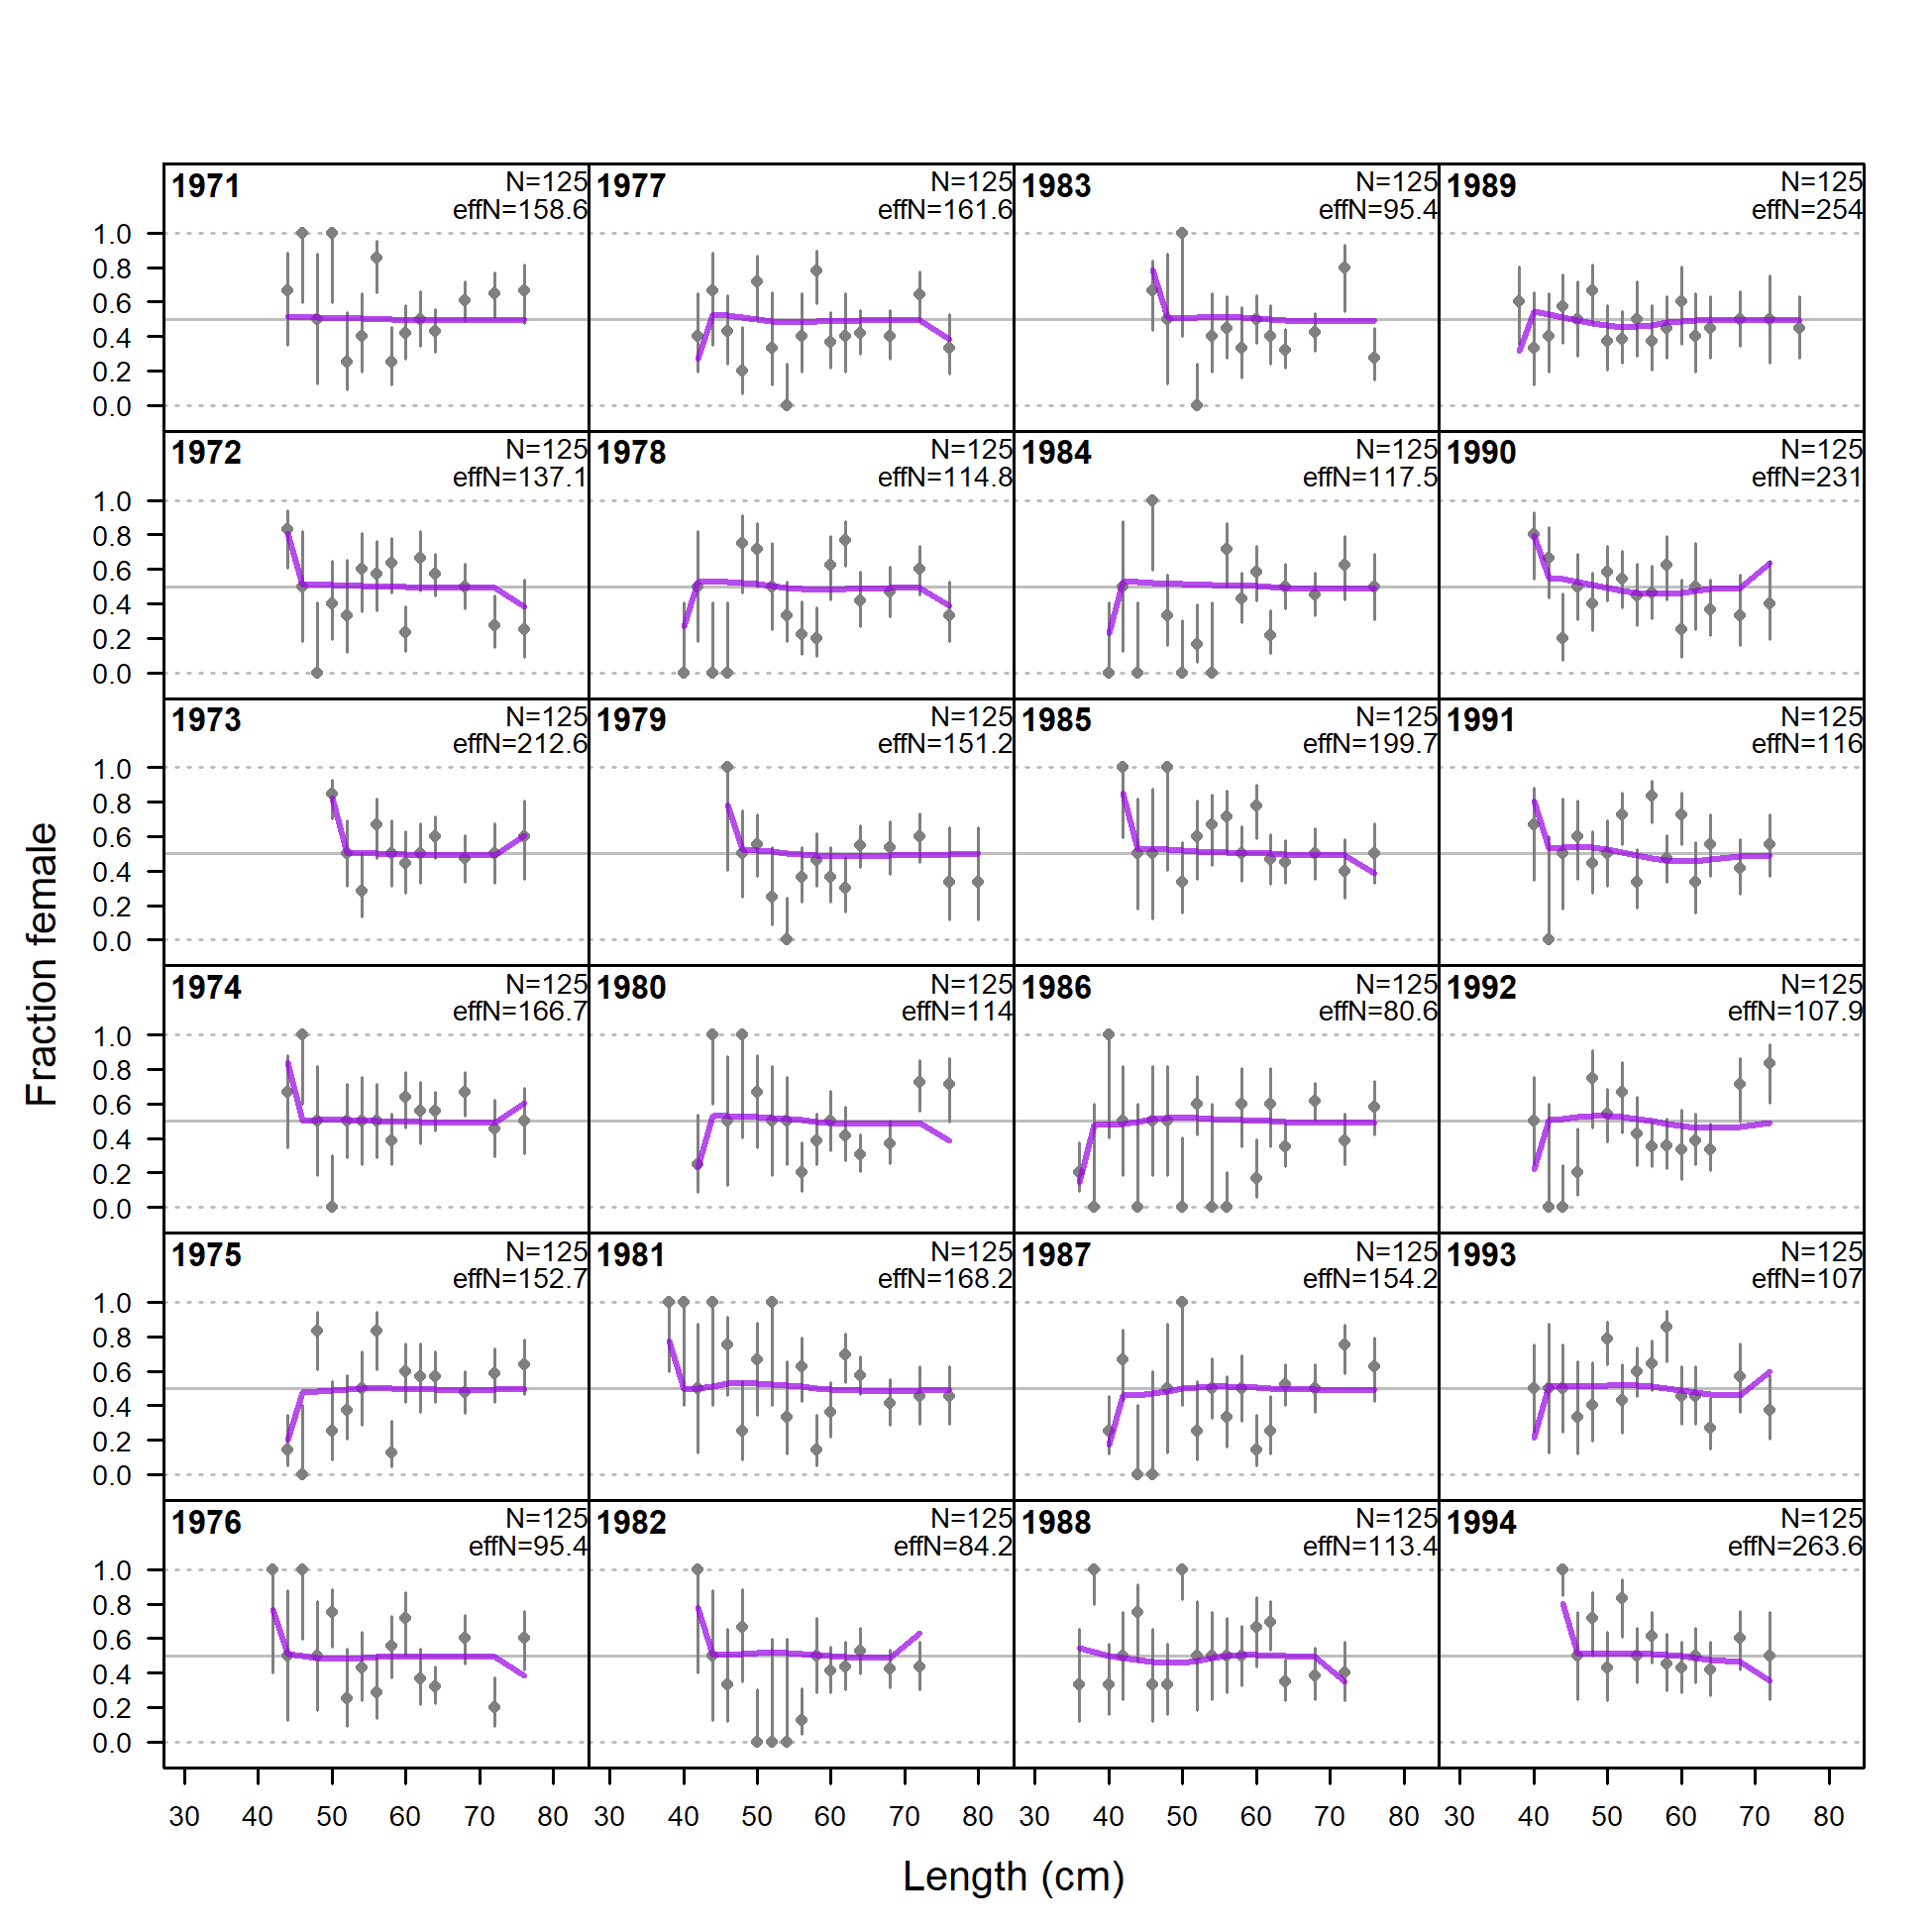 1971 N=125 1977 N=125 1983 N=125 1989 N=125
effN=158.6 effN=161.6 effN=95.4 effN=254
1.0
0.8
0.6
0.4
0.2
0.0
1972 N=125 1978 N=125 1984 N=125 1990 N=125
effN=137.1 effN=114.8 effN=117.5 effN=231
1.0
0.8
0.6
0.4
0.2
0.0
1973 N=125 1979 N=125 1985 N=125 1991 N=125
effN=212.6 effN=151.2 effN=199.7 effN=116
1.0
0.8
0.6
0.4
0.2
0.0
Fraction female
1974 N=125 1980 N=125 1986 N=125 1992 N=125
effN=166.7 effN=114 effN=80.6 effN=107.9
1.0
0.8
0.6
0.4
0.2
0.0
1975 N=125 1981 N=125 1987 N=125 1993 N=125
effN=152.7 effN=168.2 effN=154.2 effN=107
1.0
0.8
0.6
0.4
0.2
0.0
1976 N=125 1982 N=125 1988 N=125 1994 N=125
effN=95.4 effN=84.2 effN=113.4 effN=263.6
1.0
0.8
0.6
0.4
0.2
0.0
30 40 50 60 70 80 30 40 50 60 70 80 30 40 50 60 70 80 30 40 50 60 70 80
Length (cm)